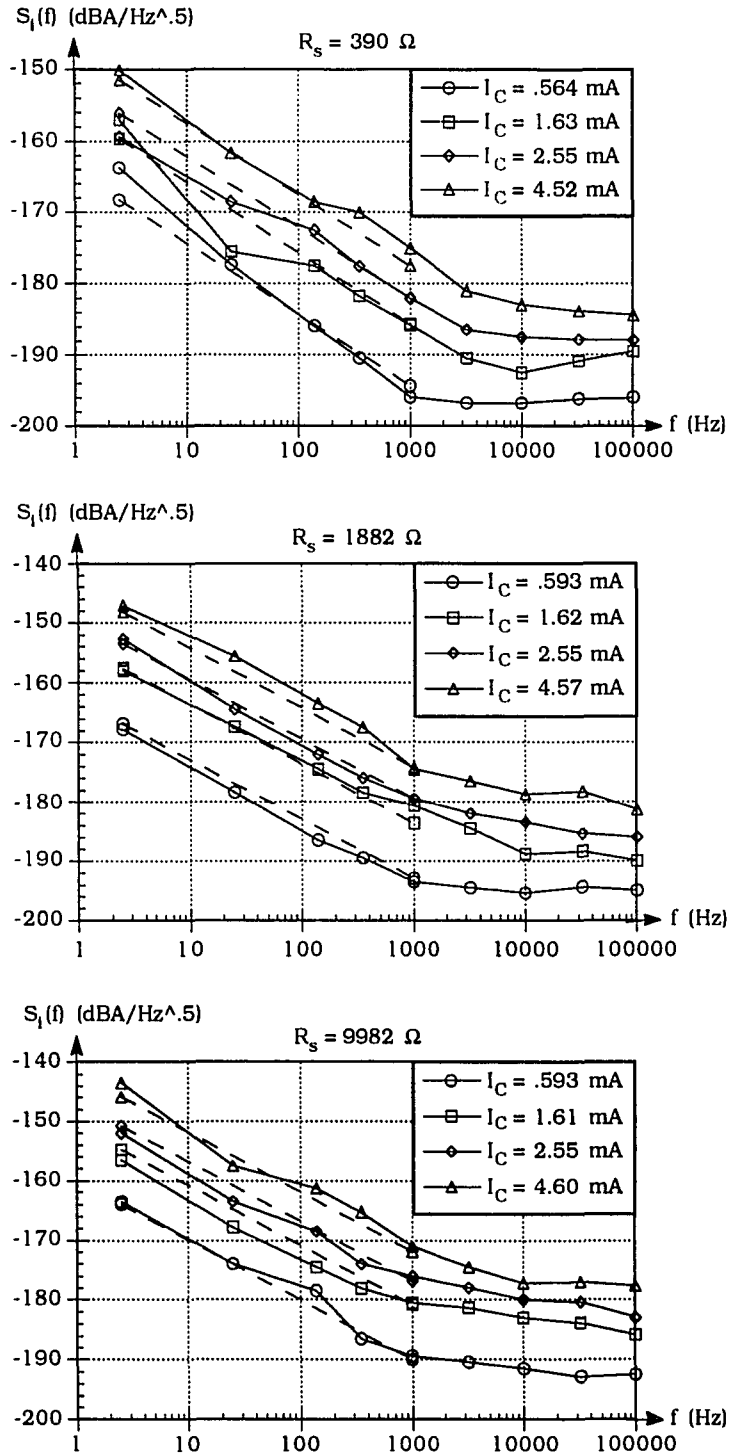 S_i(f) (dBA/Hz^.5)
R_s = 390 Ω
-150
-160
-170
-180
-190
-200
I_C = .564 mA
I_C = 1.63 mA
I_C = 2.55 mA
I_C = 4.52 mA
f (Hz)
1 10 100 1000 10000 100000
S_i(f) (dBA/Hz^.5)
R_s = 1882 Ω
-140
-150
-160
-170
-180
-190
-200
I_C = .593 mA
I_C = 1.62 mA
I_C = 2.55 mA
I_C = 4.57 mA
f (Hz)
1 10 100 1000 10000 100000
S_i(f) (dBA/Hz^.5)
R_s = 9982 Ω
-140
-150
-160
-170
-180
-190
-200
I_C = .593 mA
I_C = 1.61 mA
I_C = 2.55 mA
I_C = 4.60 mA
f (Hz)
1 10 100 1000 10000 100000